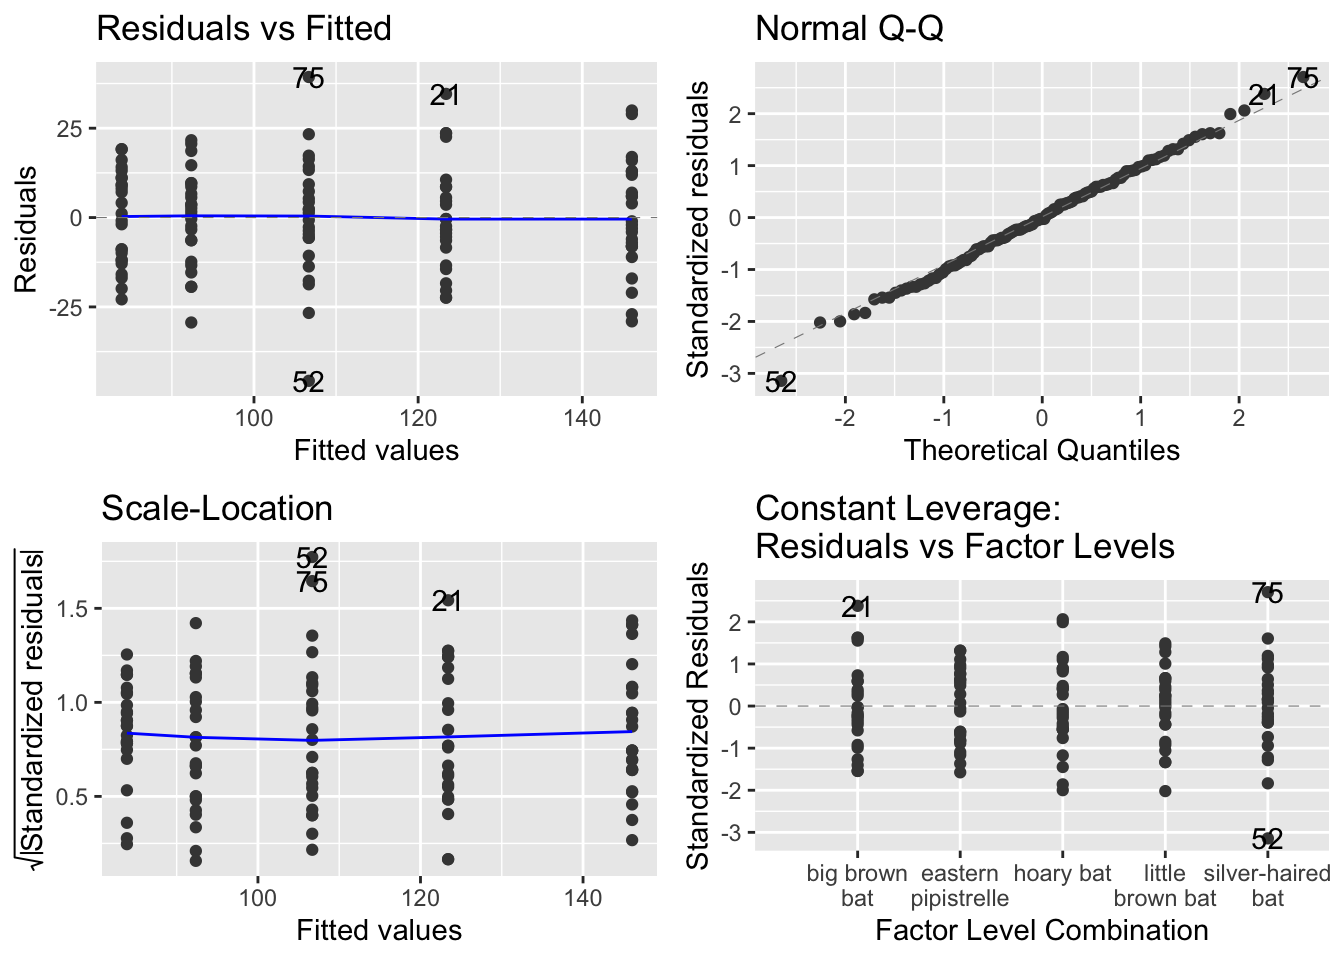 Residuals vs Fitted
75
21
25
0
-25
52
100
120
140
Residuals
Fitted values
Normal Q-Q
75
21
2
1
0
-1
-2
-3
52
-2
-1
0
1
2
Standardized residuals
Theoretical Quantiles
Scale-Location
52
75
21
1.5
1.0
0.5
100
120
140
√|Standardized residuals|
Fitted values
Constant Leverage:
Residuals vs Factor Levels
75
21
2
1
0
-1
-2
-3
52
Standardized Residuals
big brown
bat
eastern
pipistrelle
hoary bat
little
brown bat
silver-haired
bat
Factor Level Combination